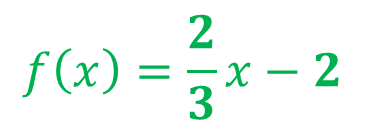 f(x) = 2/3 x − 2